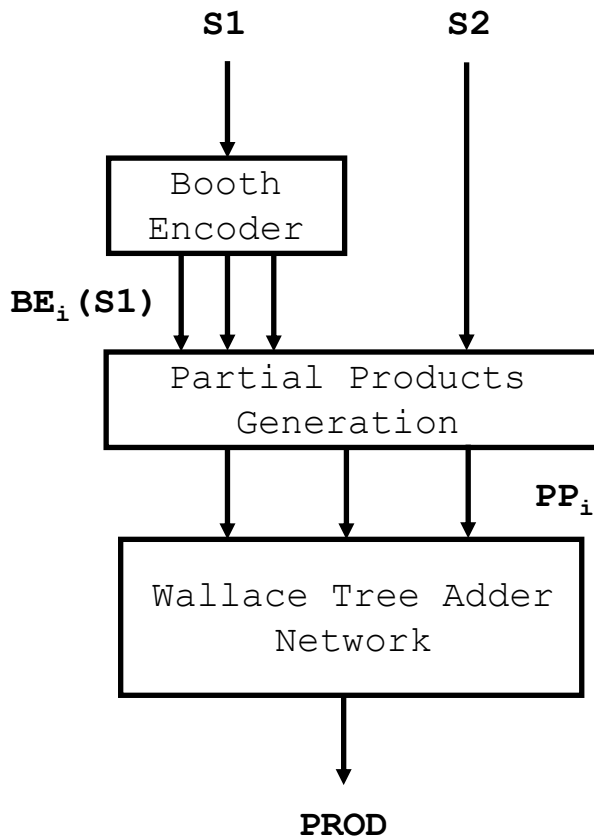 S1 S2
Booth
Encoder
BEᵢ(S1)
Partial Products
Generation
PPᵢ
Wallace Tree Adder
Network
PROD